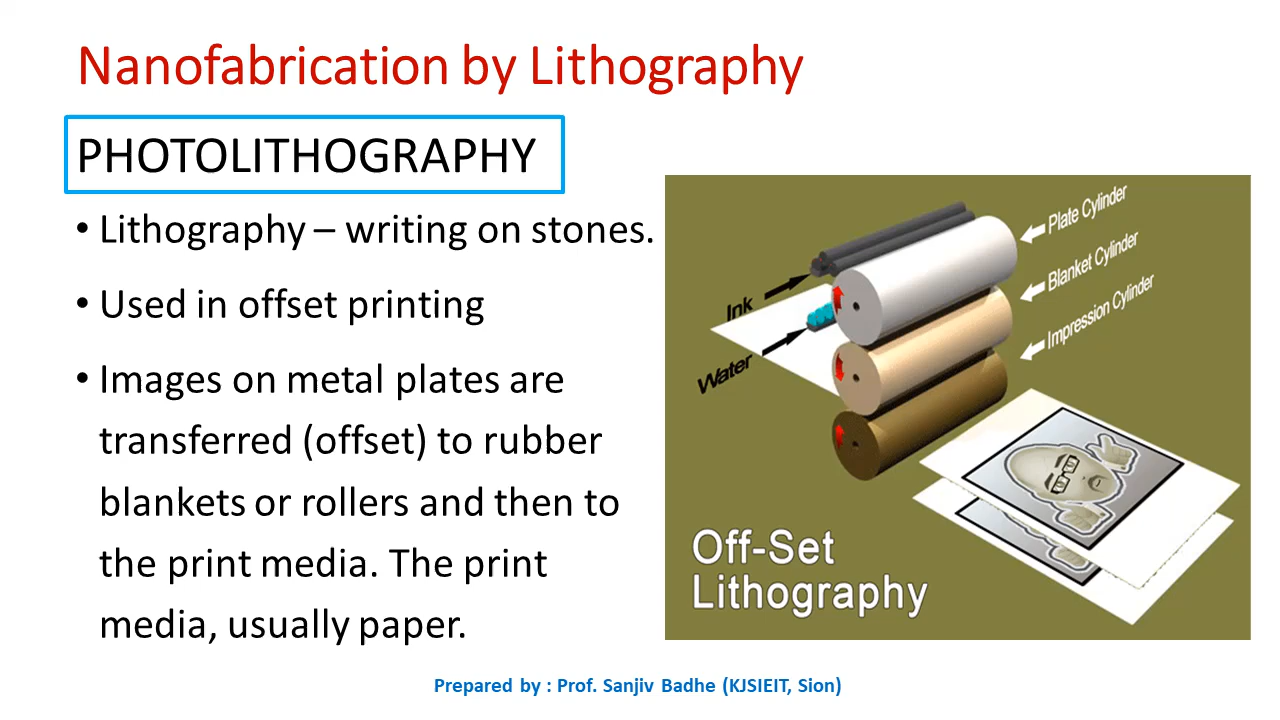 Nanofabrication by Lithography
PHOTOLITHOGRAPHY
• Lithography – writing on stones.
• Used in offset printing
• Images on metal plates are
transferred (offset) to rubber
blankets or rollers and then to
the print media. The print
media, usually paper.
Plate Cylinder
Blanket Cylinder
Impression Cylinder
Ink
Water
Off-Set
Lithography
Prepared by : Prof. Sanjiv Badhe (KJSIEIT, Sion)